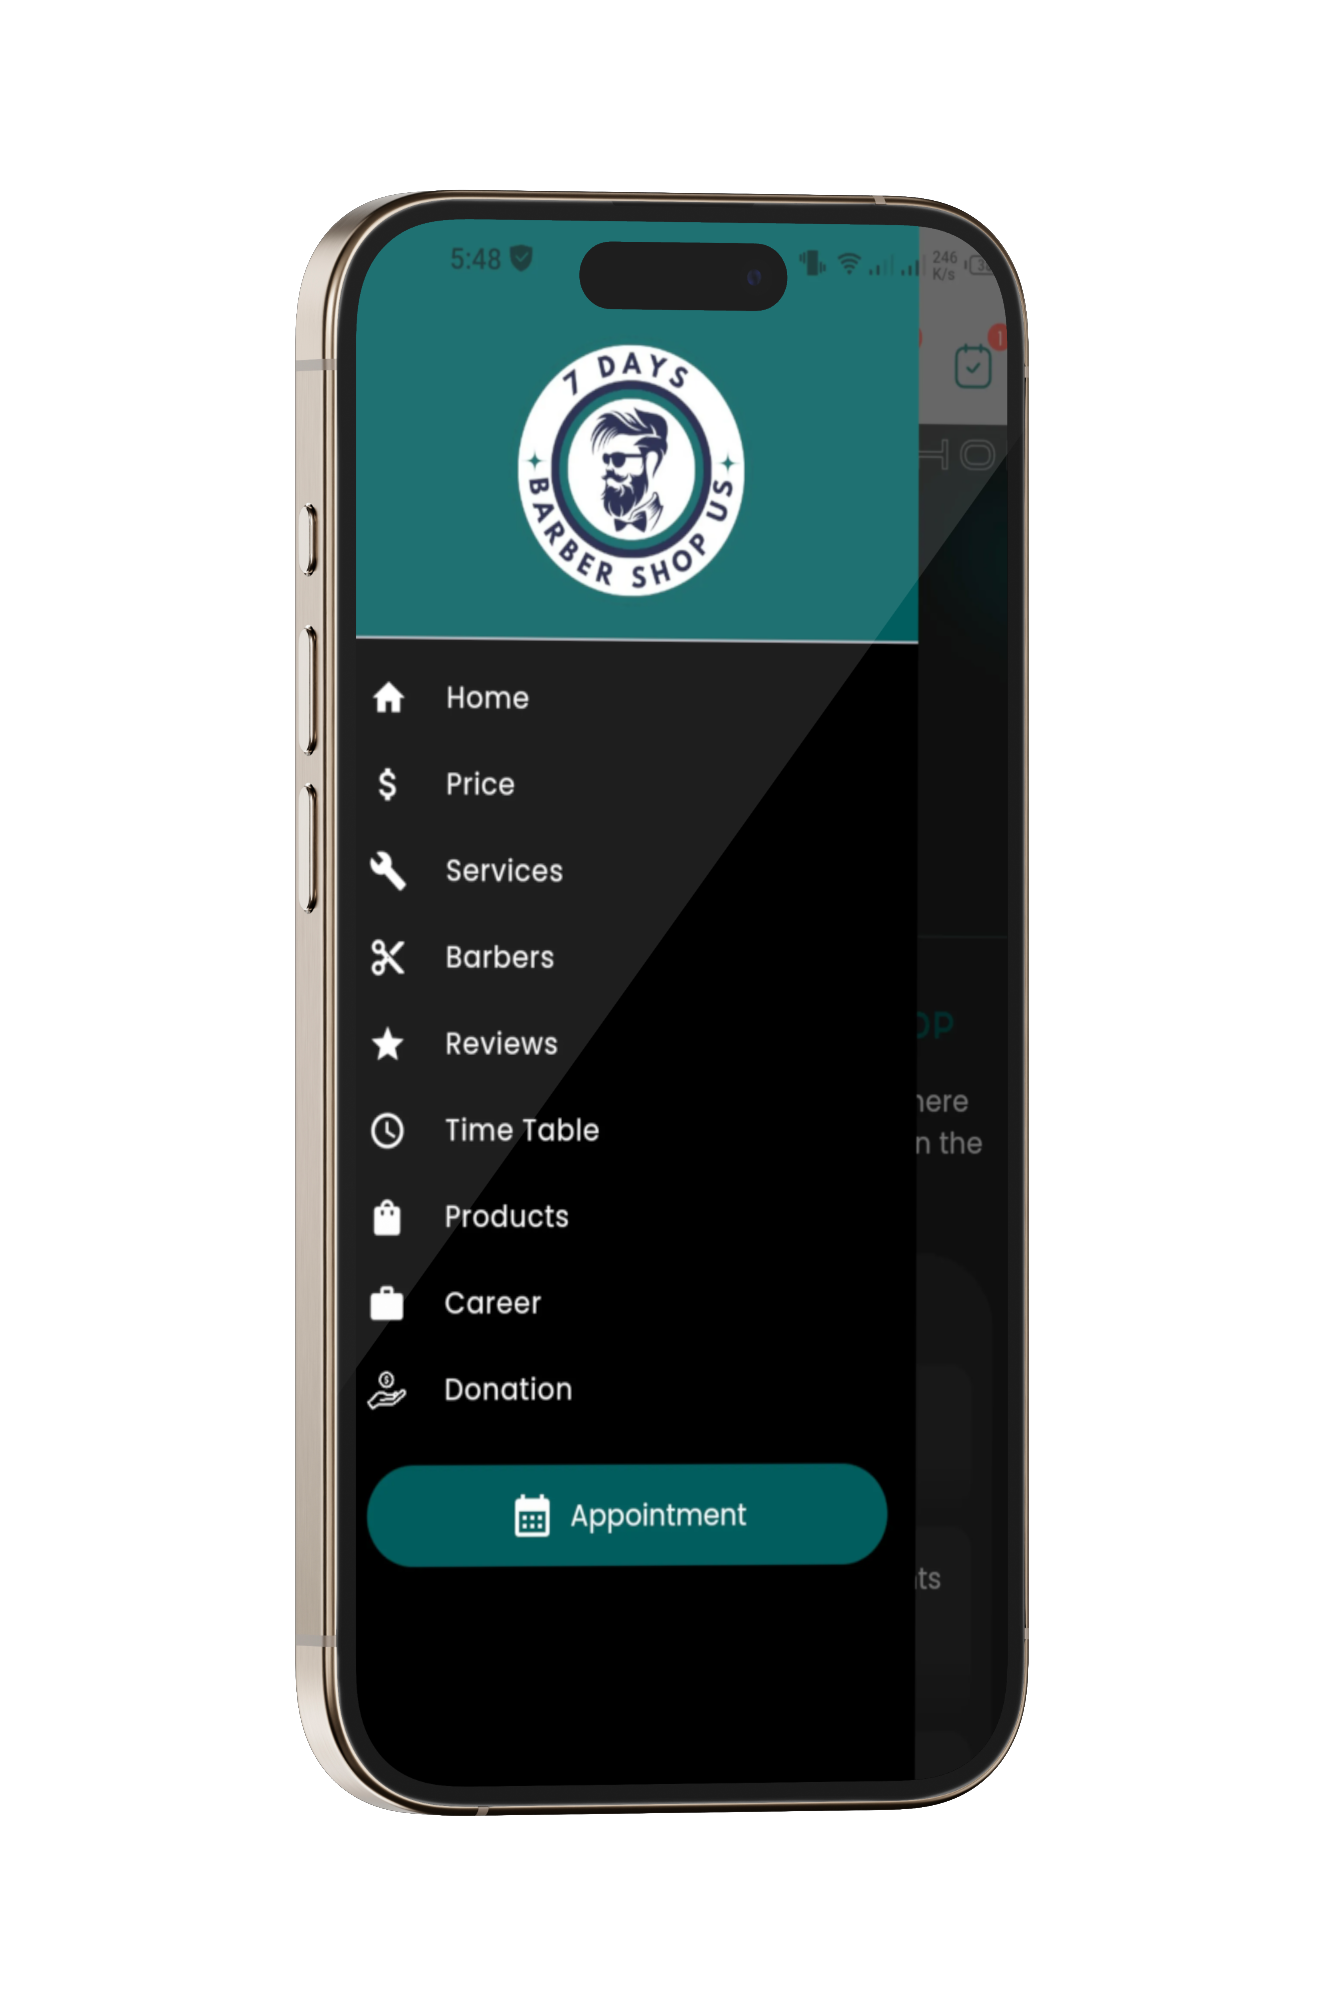 5:48
246
K/s
1
7 DAYS
BARBER SHOP US
HO
Home
Price
Services
Barbers
OP
Reviews
here
n the
Time Table
Products
Career
Donation
Appointment
ts